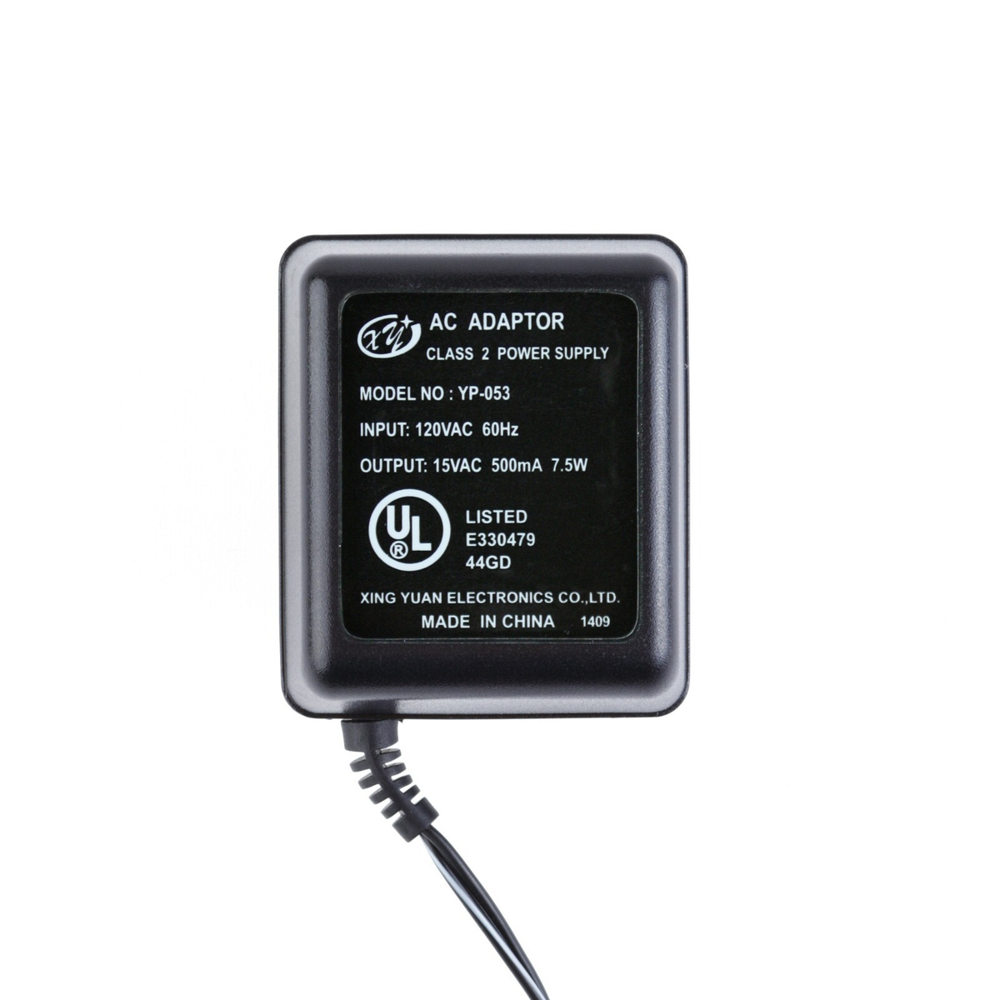 XY AC ADAPTOR
CLASS 2 POWER SUPPLY
MODEL NO : YP-053
INPUT: 120VAC 60Hz
OUTPUT: 15VAC 500mA 7.5W
UL ®
LISTED
E330479
44GD
XING YUAN ELECTRONICS CO.,LTD.
MADE IN CHINA 1409